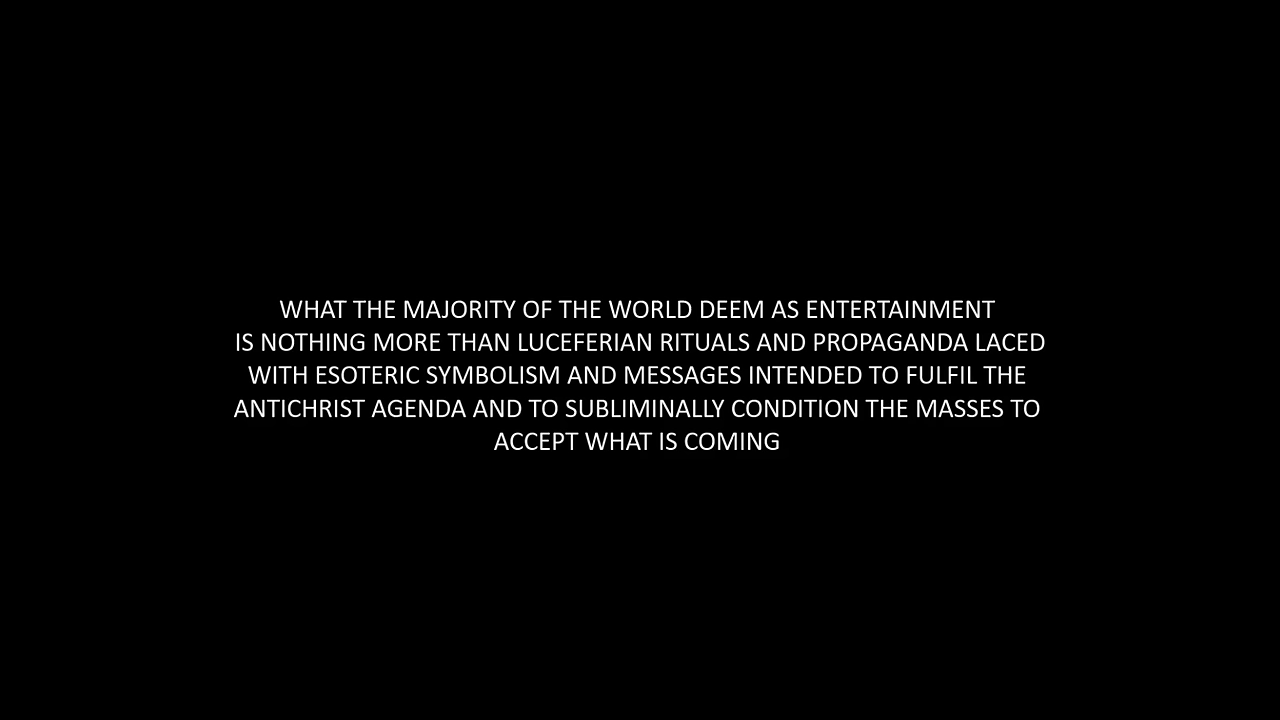 WHAT THE MAJORITY OF THE WORLD DEEM AS ENTERTAINMENT
IS NOTHING MORE THAN LUCEFERIAN RITUALS AND PROPAGANDA LACED
WITH ESOTERIC SYMBOLISM AND MESSAGES INTENDED TO FULFIL THE
ANTICHRIST AGENDA AND TO SUBLIMINALLY CONDITION THE MASSES TO
ACCEPT WHAT IS COMING